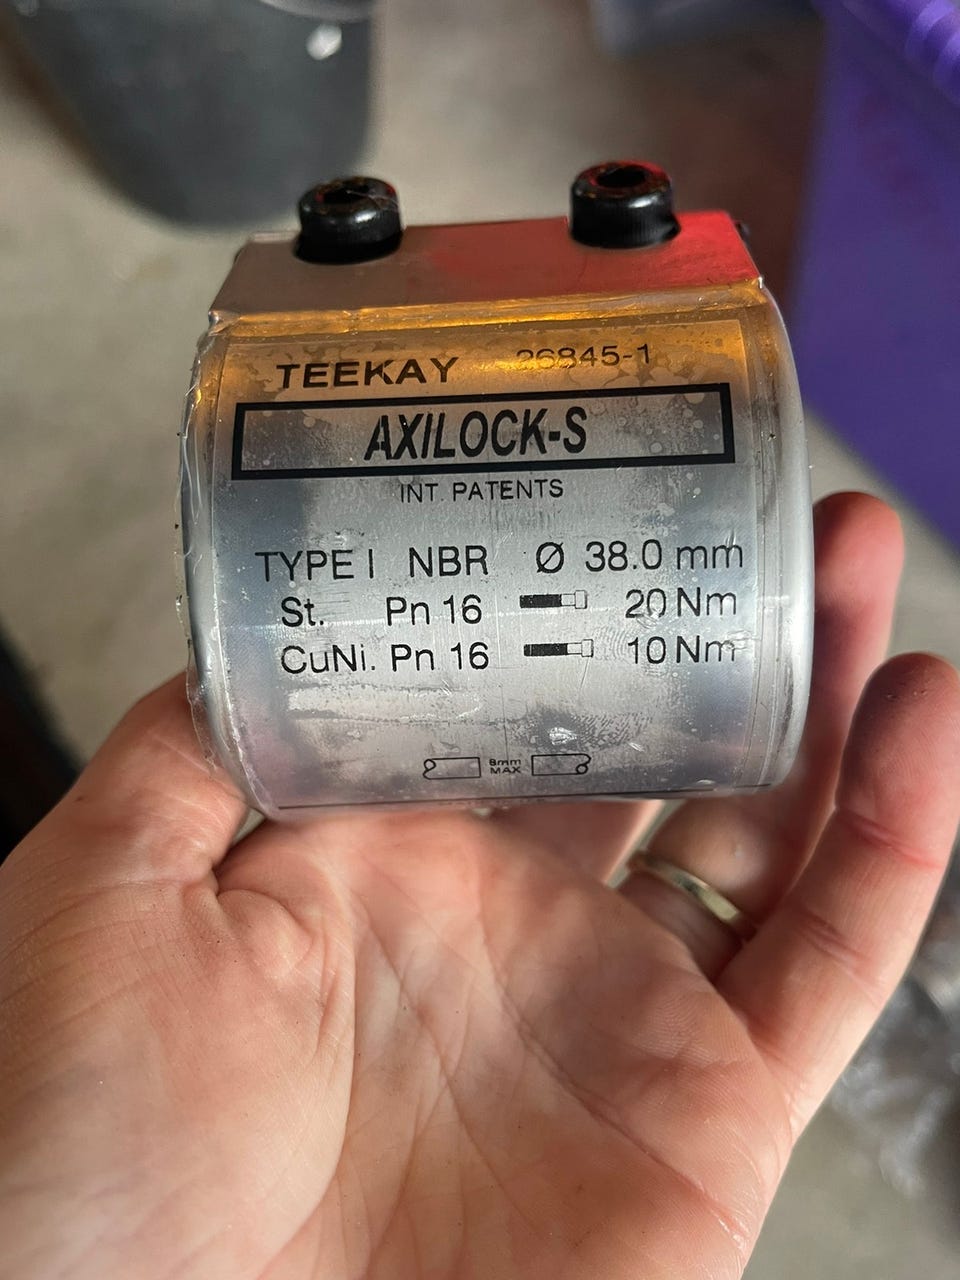 TEEKAY 26845-1
AXILOCK-S
INT. PATENTS
TYPE I NBR Ø 38.0 mm
St. Pn 16 20 Nm
CuNi. Pn 16 10 Nm
8mm
MAX